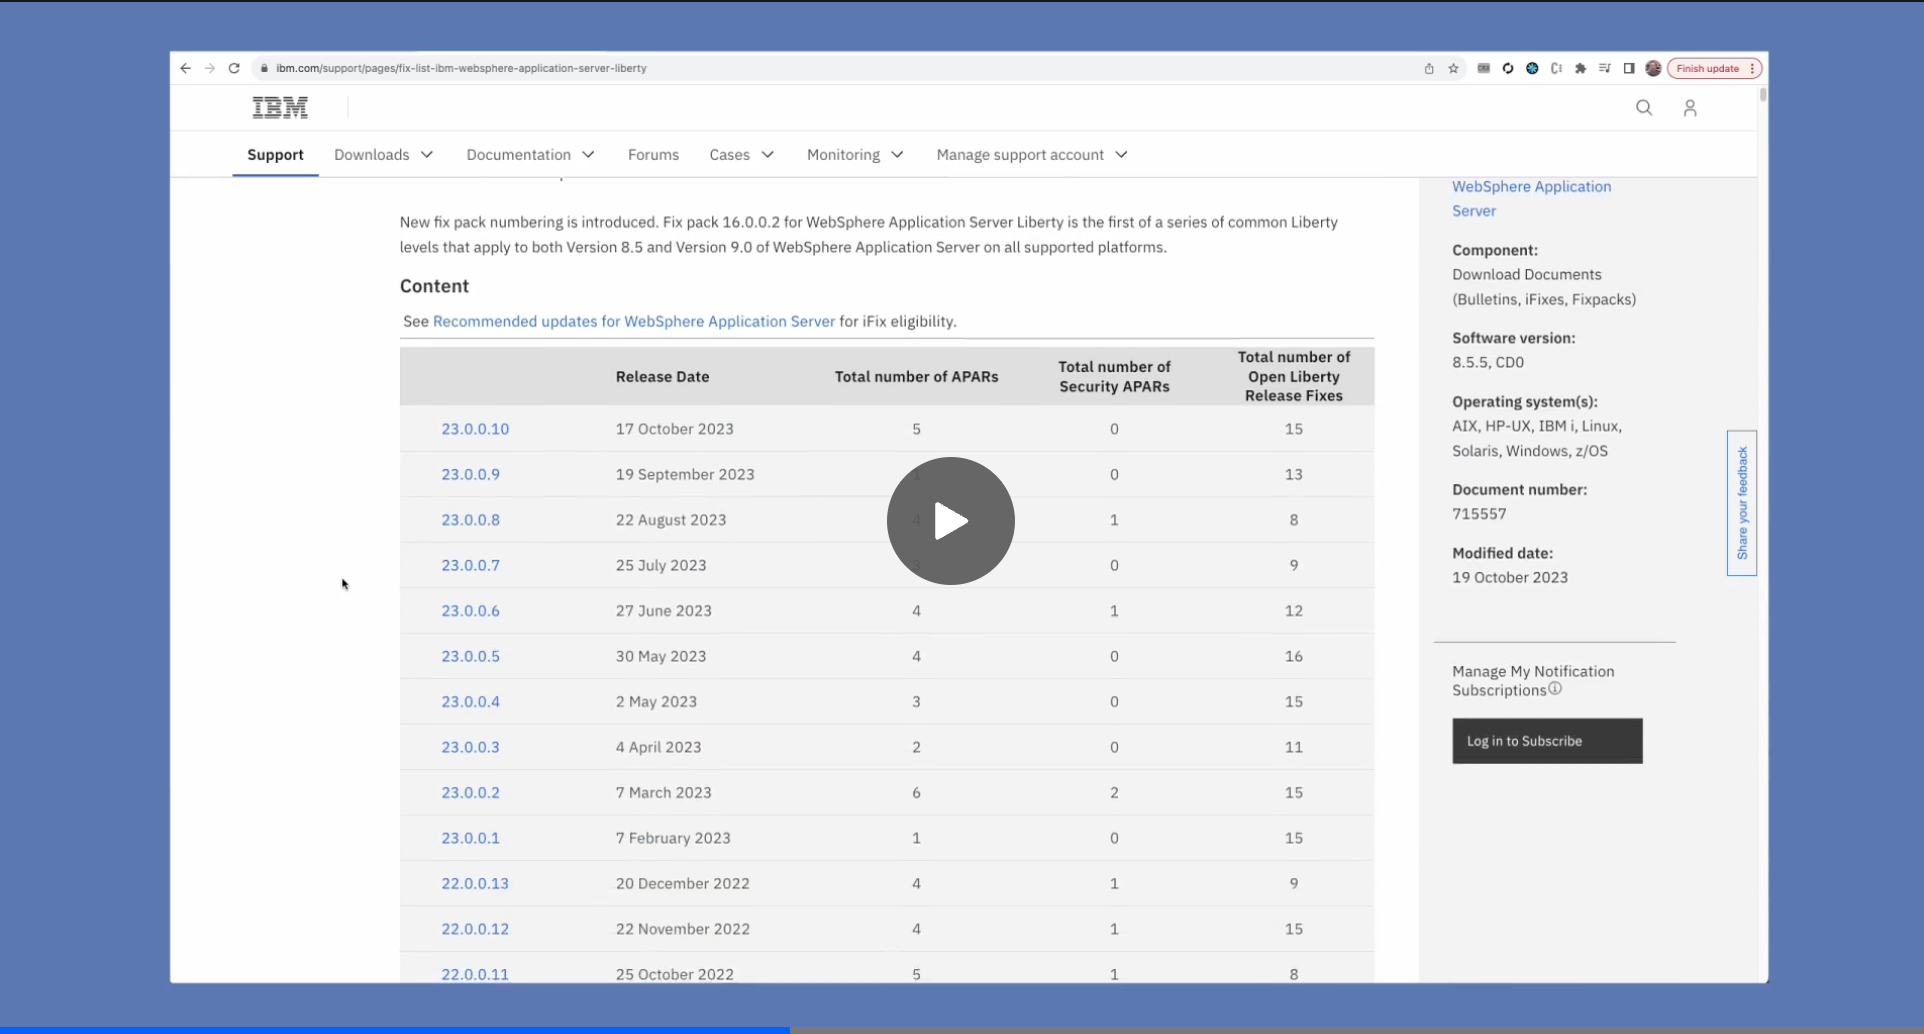 ibm.com/support/pages/fix-list-ibm-websphere-application-server-liberty
Finish update
IBM
Support Downloads Documentation Forums Cases Monitoring Manage support account
New fix pack numbering is introduced. Fix pack 16.0.0.2 for WebSphere Application Server Liberty is the first of a series of common Liberty
levels that apply to both Version 8.5 and Version 9.0 of WebSphere Application Server on all supported platforms.
Content
See Recommended updates for WebSphere Application Server for iFix eligibility.
Release Date Total number of APARs Total number of Security APARs Total number of Open Liberty Release Fixes
23.0.0.10 17 October 2023 5 0 15
23.0.0.9 19 September 2023 1 0 13
23.0.0.8 22 August 2023 4 1 8
23.0.0.7 25 July 2023 3 0 9
23.0.0.6 27 June 2023 4 1 12
23.0.0.5 30 May 2023 4 0 16
23.0.0.4 2 May 2023 3 0 15
23.0.0.3 4 April 2023 2 0 11
23.0.0.2 7 March 2023 6 2 15
23.0.0.1 7 February 2023 1 0 15
22.0.0.13 20 December 2022 4 1 9
22.0.0.12 22 November 2022 4 1 15
22.0.0.11 25 October 2022 5 1 8
WebSphere Application
Server
Component:
Download Documents
(Bulletins, iFixes, Fixpacks)
Software version:
8.5.5, CD0
Operating system(s):
AIX, HP-UX, IBM i, Linux,
Solaris, Windows, z/OS
Document number:
715557
Modified date:
19 October 2023
Manage My Notification
Subscriptions
Log in to Subscribe
Share your feedback